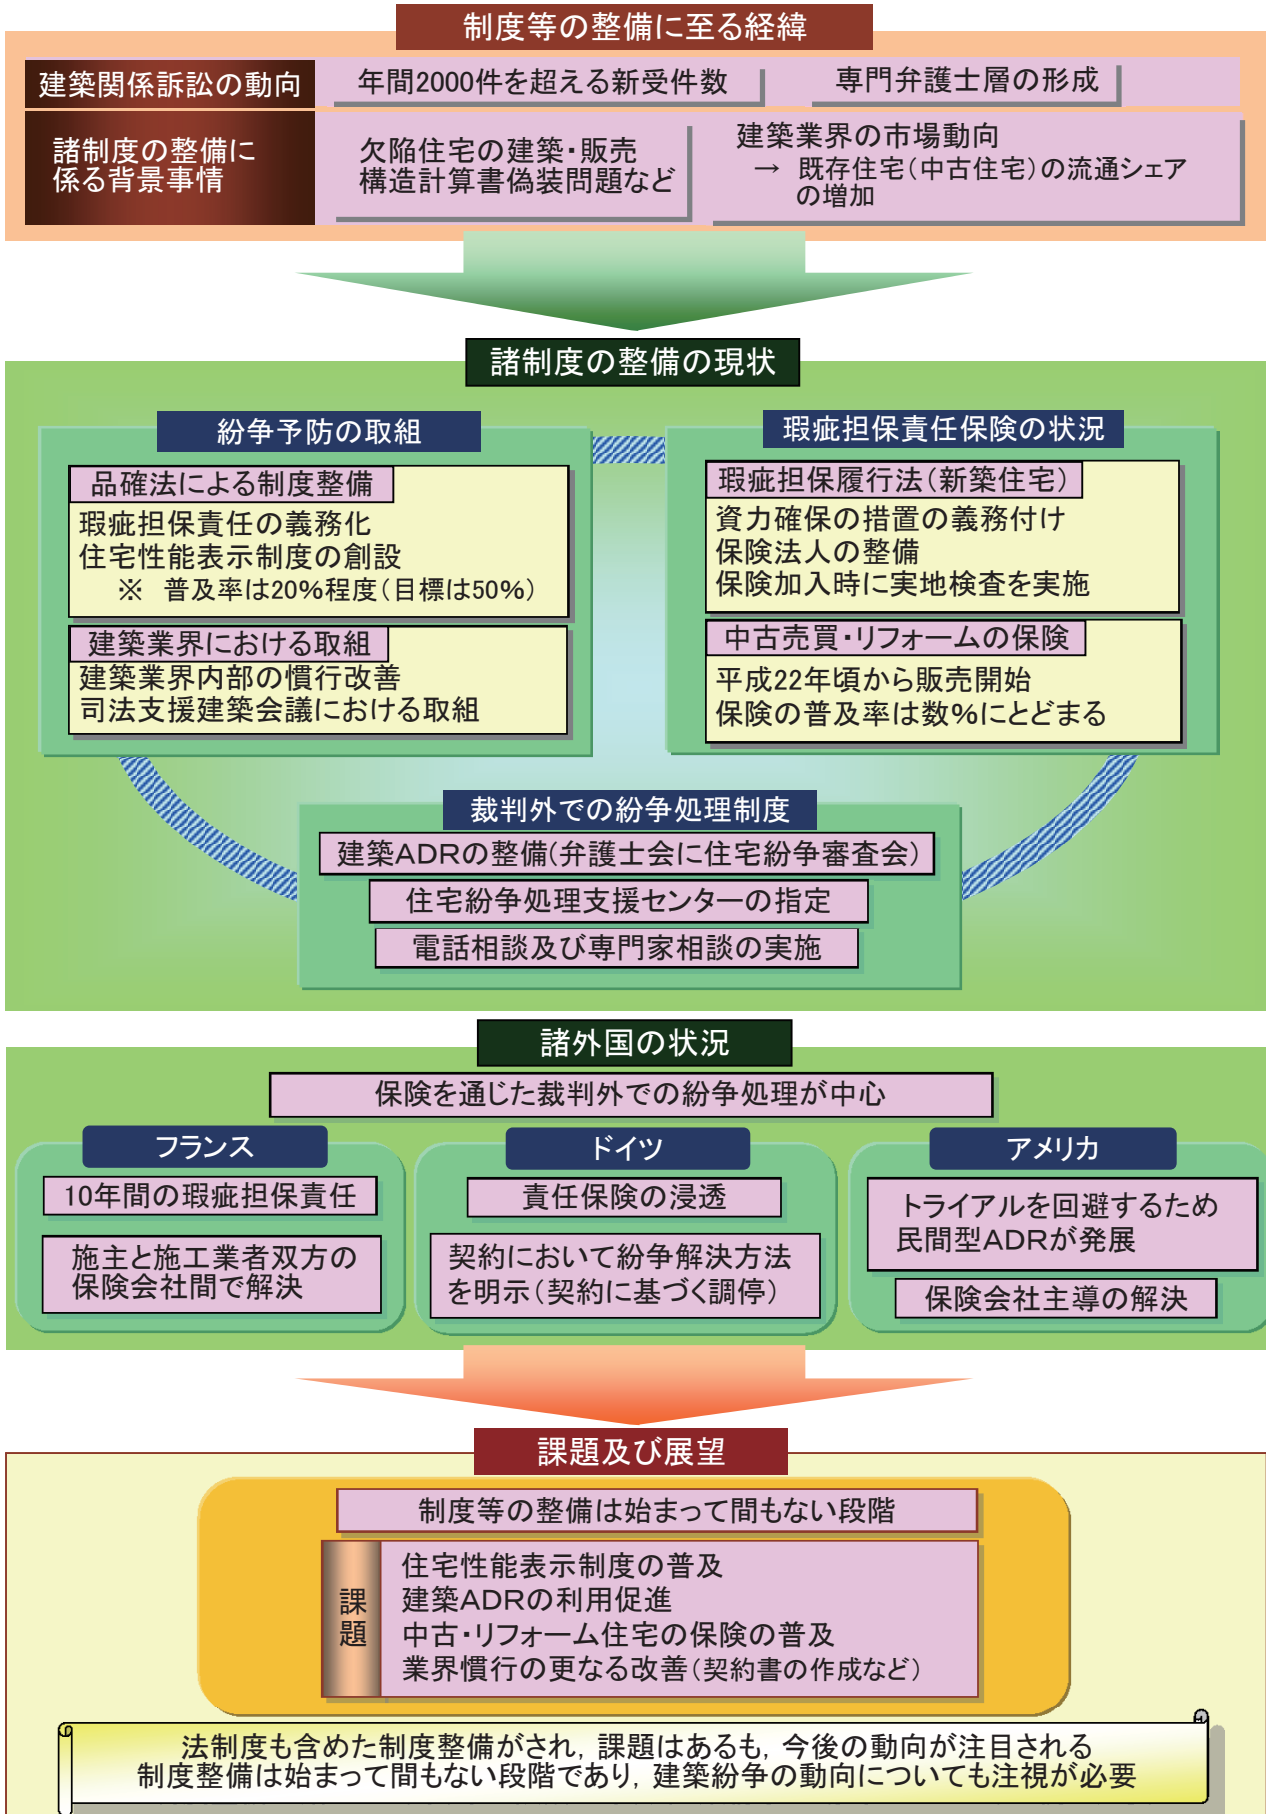 制度等の整備に至る経緯
建築関係訴訟の動向
年間2000件を超える新受件数
専門弁護士層の形成
諸制度の整備に
係る背景事情
欠陥住宅の建築・販売
構造計算書偽装問題など
建築業界の市場動向
→ 既存住宅（中古住宅）の流通シェア
の増加
諸制度の整備の現状
紛争予防の取組
品確法による制度整備
瑕疵担保責任の義務化
住宅性能表示制度の創設
※ 普及率は20%程度（目標は50%）
建築業界における取組
建築業界内部の慣行改善
司法支援建築会議における取組
瑕疵担保責任保険の状況
瑕疵担保履行法（新築住宅）
資力確保の措置の義務付け
保険法人の整備
保険加入時に実地検査を実施
中古売買・リフォームの保険
平成22年頃から販売開始
保険の普及率は数%にとどまる
裁判外での紛争処理制度
建築ADRの整備(弁護士会に住宅紛争審査会）
住宅紛争処理支援センターの指定
電話相談及び専門家相談の実施
諸外国の状況
保険を通じた裁判外での紛争処理が中心
フランス
10年間の瑕疵担保責任
施主と施工業者双方の
保険会社間で解決
ドイツ
責任保険の浸透
契約において紛争解決方法
を明示（契約に基づく調停）
アメリカ
トライアルを回避するため
民間型ADRが発展
保険会社主導の解決
課題及び展望
制度等の整備は始まって間もない段階
課題
住宅性能表示制度の普及
建築ADRの利用促進
中古・リフォーム住宅の保険の普及
業界慣行の更なる改善（契約書の作成など）
法制度も含めた制度整備がされ，課題はあるも，今後の動向が注目される
制度整備は始まって間もない段階であり，建築紛争の動向についても注視が必要